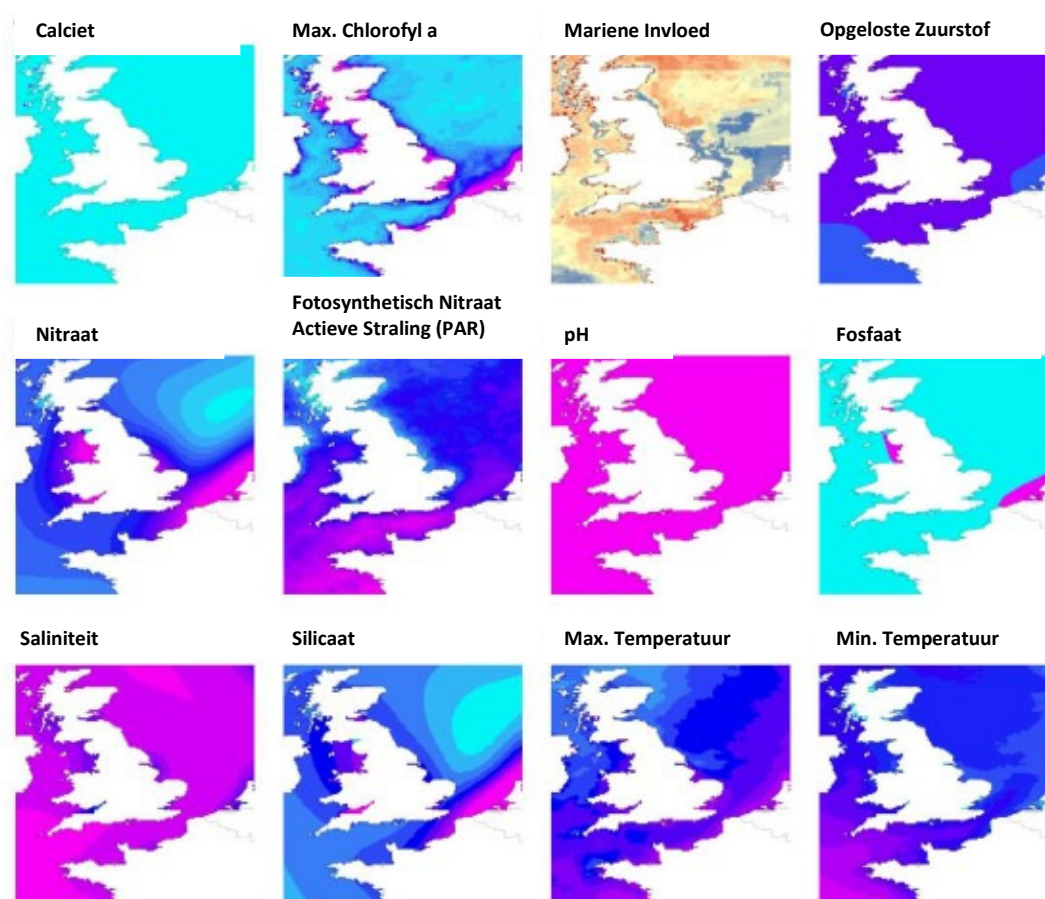 Calciet
Max. Chlorofyl a
Mariene Invloed
Opgeloste Zuurstof
Nitraat
Fotosynthetisch Nitraat
Actieve Straling (PAR)
pH
Fosfaat
Saliniteit
Silicaat
Max. Temperatuur
Min. Temperatuur